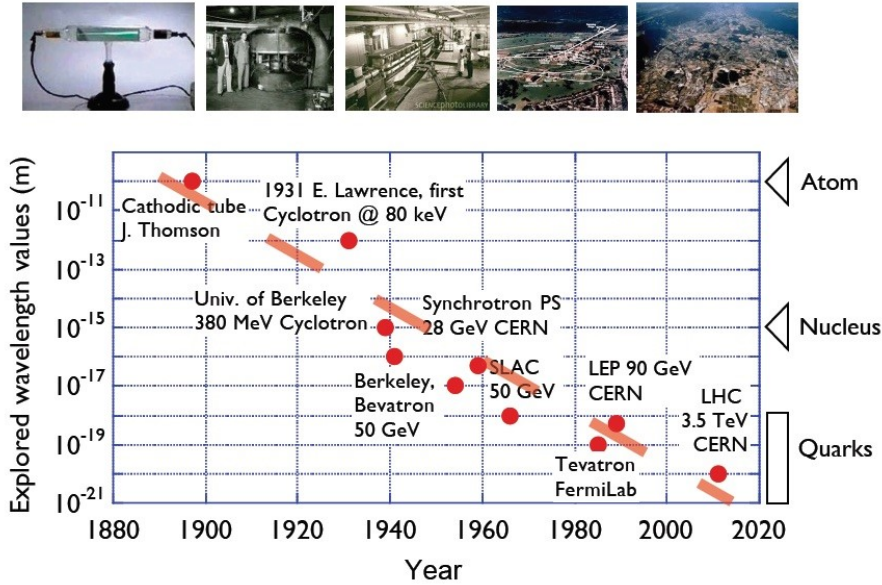 SCIENCEPHOTOLIBRARY
Explored wavelength values (m)
10⁻¹¹
10⁻¹³
10⁻¹⁵
10⁻¹⁷
10⁻¹⁹
10⁻²¹
Cathodic tube
J. Thomson
1931 E. Lawrence, first
Cyclotron @ 80 keV
Univ. of Berkeley
380 MeV Cyclotron
Synchrotron PS
28 GeV CERN
Berkeley,
Bevatron
50 GeV
SLAC
50 GeV
LEP 90 GeV
CERN
LHC
3.5 TeV
CERN
Tevatron
FermiLab
Atom
Nucleus
Quarks
1880 1900 1920 1940 1960 1980 2000 2020
Year